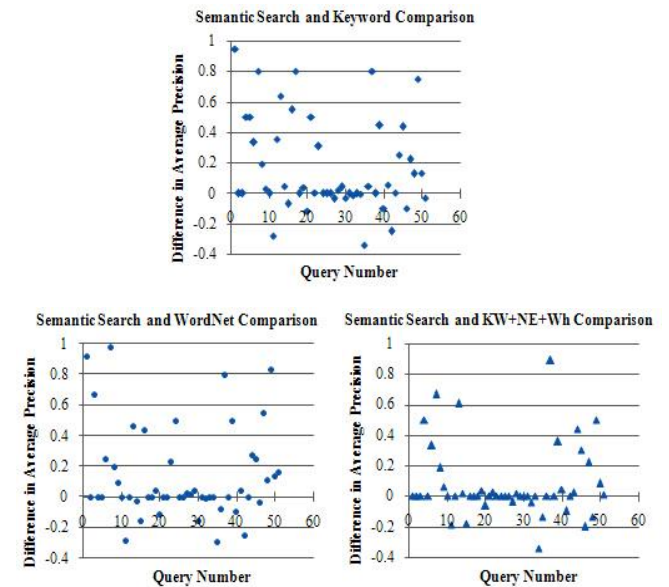 Semantic Search and Keyword Comparison
Difference in Average Precision
1
0.8
0.6
0.4
0.2
0
-0.2
-0.4
0 10 20 30 40 50 60
Query Number
Semantic Search and WordNet Comparison
Difference in Average Precision
1
0.8
0.6
0.4
0.2
0
-0.2
-0.4
0 10 20 30 40 50 60
Query Number
Semantic Search and KW+NE+Wh Comparison
Difference in Average Precision
1
0.8
0.6
0.4
0.2
0
-0.2
-0.4
0 10 20 30 40 50 60
Query Number